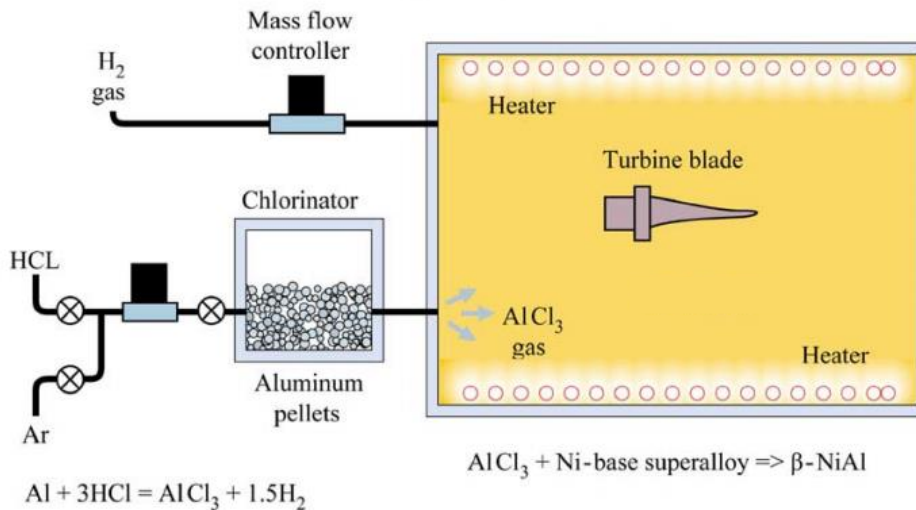 Mass flow
controller
H₂
gas
Heater
Turbine blade
Chlorinator
HCL
AlCl₃
gas
Heater
Aluminum
pellets
Ar
AlCl₃ + Ni-base superalloy => β-NiAl
Al + 3HCl = AlCl₃ + 1.5H₂